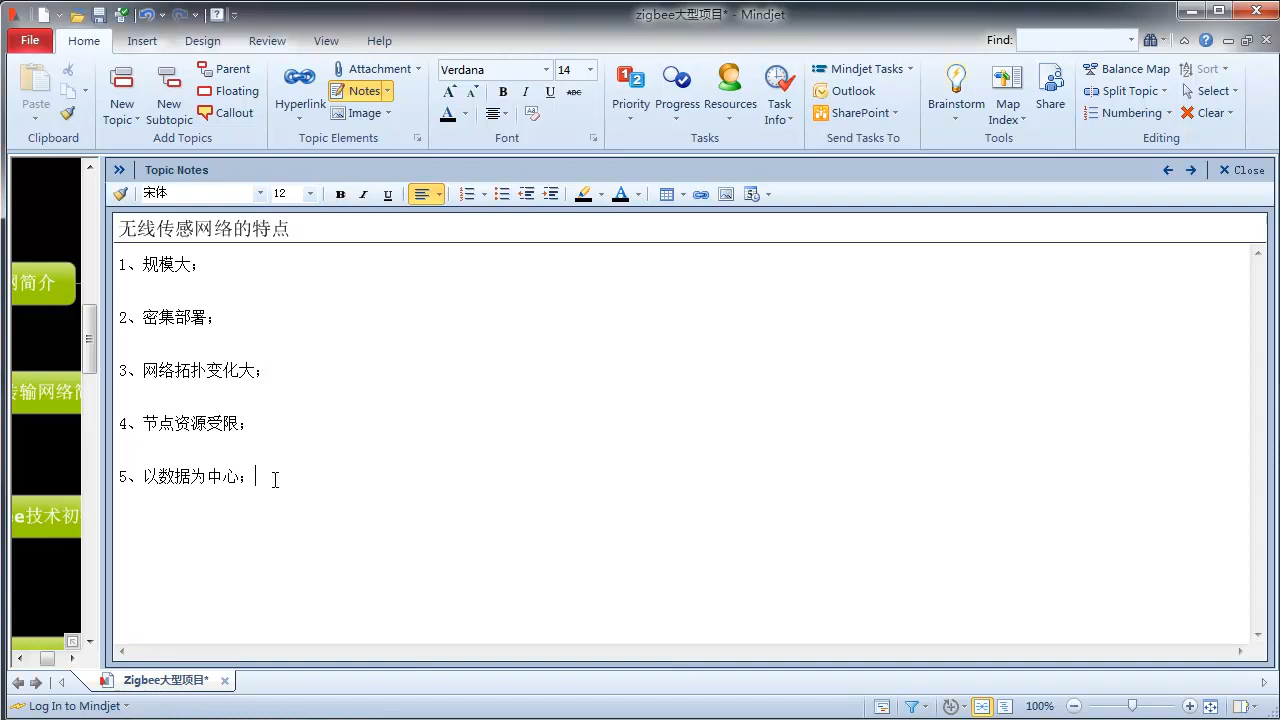 zigbee大型项目* - Mindjet
File Home Insert Design Review View Help Find:
Paste New Topic New Subtopic Parent Floating Callout Hyperlink Attachment Notes Image Verdana 14 B I U ABC Priority Progress Resources Task Info Mindjet Tasks Outlook SharePoint Brainstorm Map Index Share Balance Map Split Topic Numbering Sort Select Clear
Clipboard Add Topics Topic Elements Font Tasks Send Tasks To Tools Editing
Topic Notes Close
宋体 12 B I U
无线传感网络的特点
1、规模大；
2、密集部署；
3、网络拓扑变化大；
4、节点资源受限；
5、以数据为中心；
网简介
传输网络简
e技术初
Zigbee大型项目*
Log In to Mindjet 100%